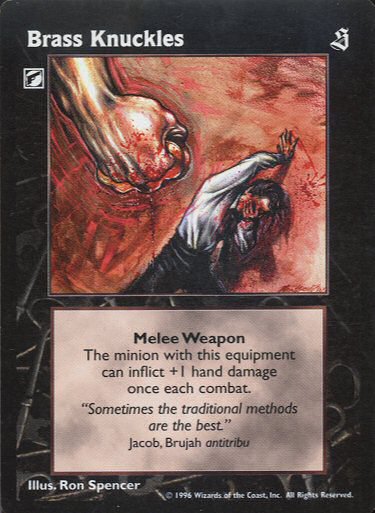 Brass Knuckles
Melee Weapon
The minion with this equipment
can inflict +1 hand damage
once each combat.
“Sometimes the traditional methods
are the best.”
Jacob, Brujah antitribu
Illus. Ron Spencer
© 1996 Wizards of the Coast, Inc. All Rights Reserved.